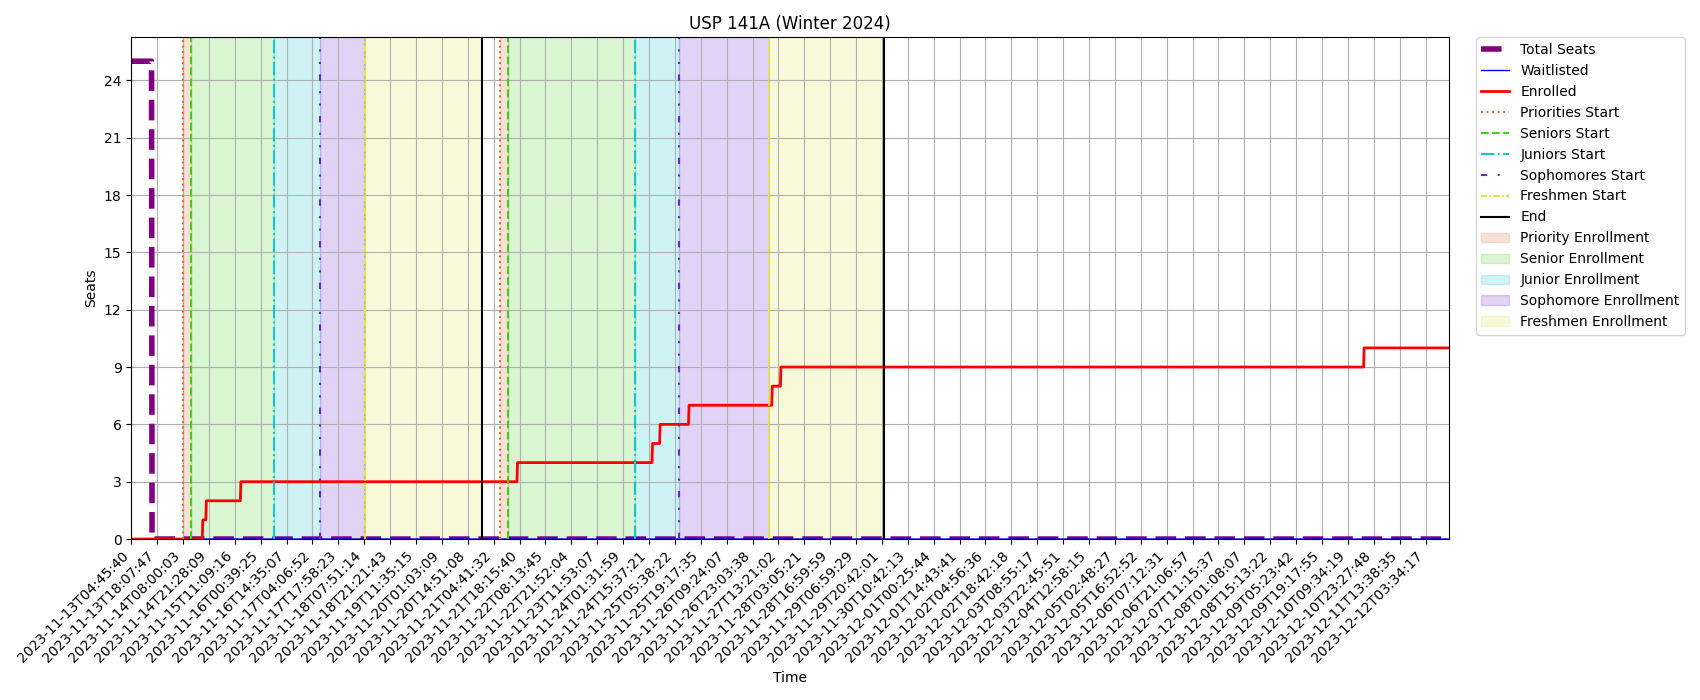 USP 141A (Winter 2024)
Total Seats
Waitlisted
Enrolled
Priorities Start
Seniors Start
Juniors Start
Sophomores Start
Freshmen Start
End
Priority Enrollment
Senior Enrollment
Junior Enrollment
Sophomore Enrollment
Freshmen Enrollment
Seats
24
21
18
15
12
9
6
3
0
2023-11-13T04:45:40
2023-11-13T18:07:47
2023-11-14T08:00:03
2023-11-14T21:28:09
2023-11-15T11:09:16
2023-11-16T00:39:25
2023-11-16T14:35:07
2023-11-17T04:06:52
2023-11-17T17:58:23
2023-11-18T07:51:14
2023-11-18T21:21:43
2023-11-19T11:35:15
2023-11-20T01:03:09
2023-11-20T14:51:08
2023-11-21T04:41:32
2023-11-21T18:15:40
2023-11-22T08:13:45
2023-11-22T21:52:04
2023-11-23T11:53:07
2023-11-24T01:31:59
2023-11-24T15:37:21
2023-11-25T05:38:22
2023-11-25T19:17:35
2023-11-26T09:24:07
2023-11-26T23:03:38
2023-11-27T13:21:02
2023-11-28T03:05:21
2023-11-28T16:59:59
2023-11-29T06:59:29
2023-11-29T20:42:01
2023-11-30T10:42:13
2023-12-01T00:25:44
2023-12-01T14:43:41
2023-12-02T04:56:36
2023-12-02T18:42:18
2023-12-03T08:55:17
2023-12-03T22:45:51
2023-12-04T12:58:15
2023-12-05T02:48:27
2023-12-05T16:52:52
2023-12-06T07:12:31
2023-12-06T21:06:57
2023-12-07T11:15:37
2023-12-08T01:08:07
2023-12-08T15:13:22
2023-12-09T05:23:42
2023-12-09T19:17:55
2023-12-10T09:34:19
2023-12-10T23:27:48
2023-12-11T13:38:35
2023-12-12T03:34:17
Time